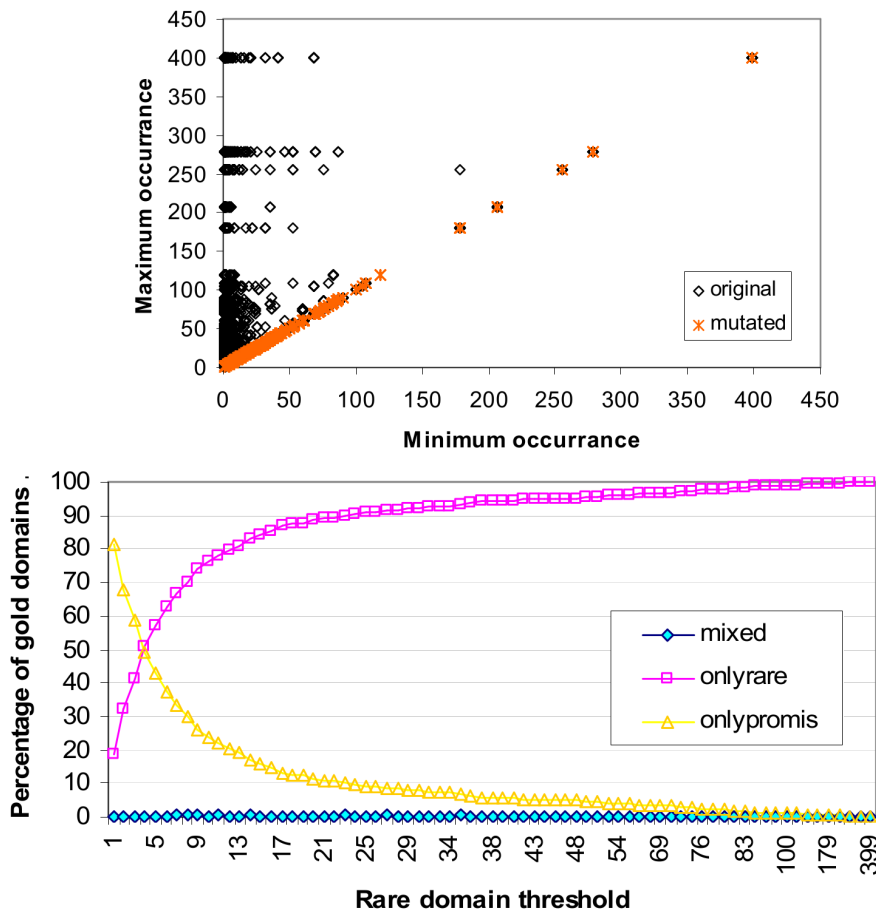 450
400
350
300
250
200
150
100
50
0
Maximum occurrance
original
mutated
0 50 100 150 200 250 300 350 400 450
Minimum occurrance
100
90
80
70
60
50
40
30
20
10
0
Percentage of gold domains .
mixed
onlyrare
onlypromis
1 5 9 13 17 21 25 29 34 38 43 48 54 69 76 83 100 179 399
Rare domain threshold